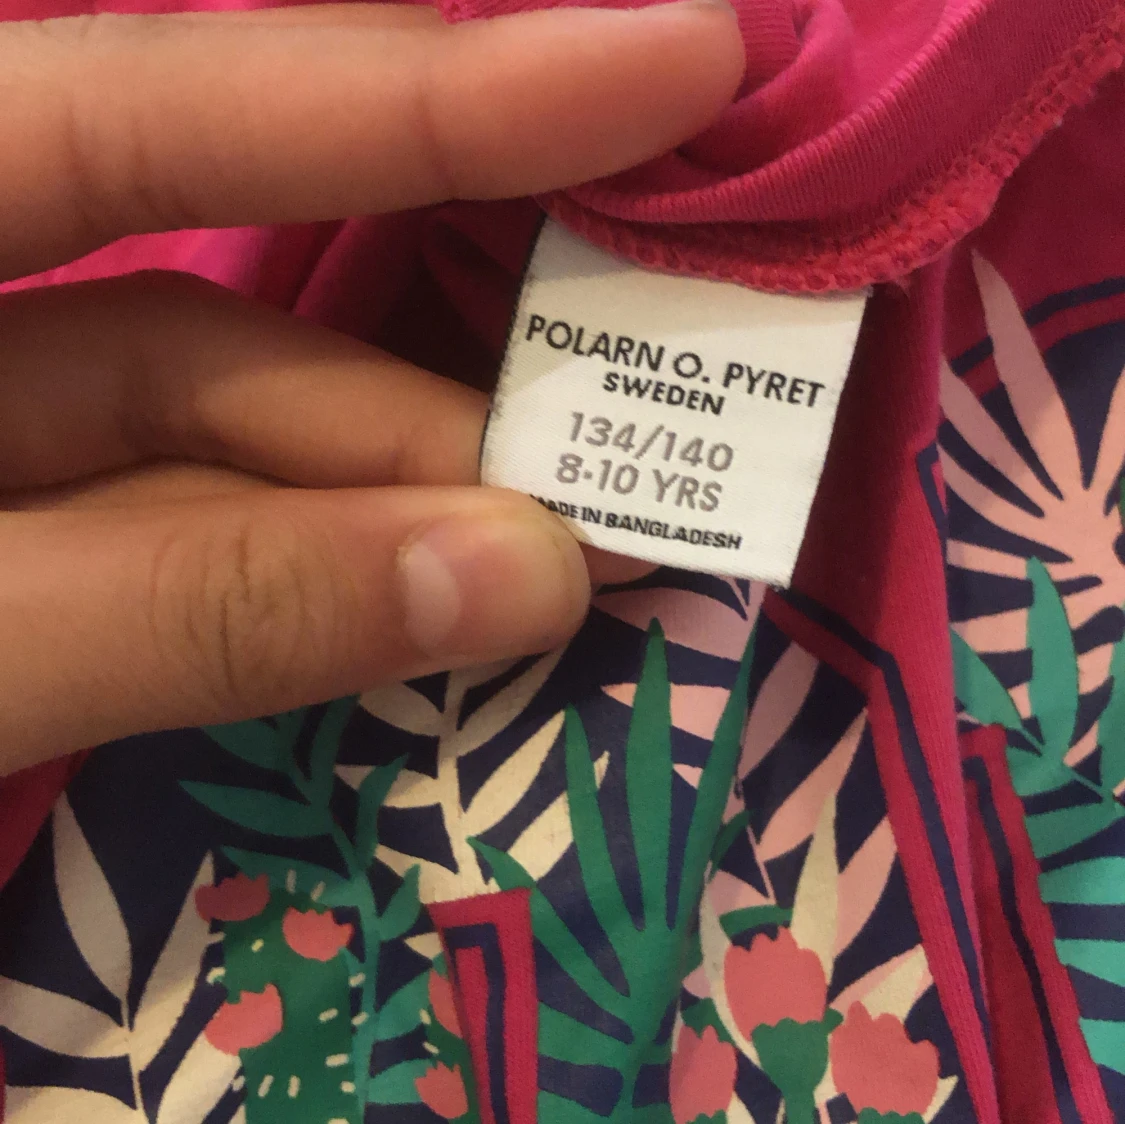 POLARN O. PYRET
SWEDEN
134/140
8-10 YRS
MADE IN BANGLADESH